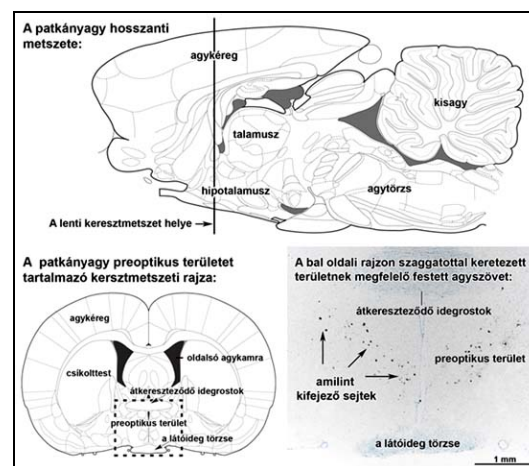 A patkányagy hosszanti
metszete:
agykéreg
kisagy
talamusz
hipotalamusz
agytörzs
A lenti keresztmetszet helye
A patkányagy preoptikus területet
tartalmazó kersztmetszeti rajza:
agykéreg
csíkolttest
oldalsó agykamra
átkereszteződő idegrostok
preoptikus terület
a látóideg törzse
A bal oldali rajzon szaggatottal keretezett
területnek megfelelő festett agyszövet:
átkereszteződő idegrostok
preoptikus terület
amilint
kifejező sejtek
a látóideg törzse
1 mm